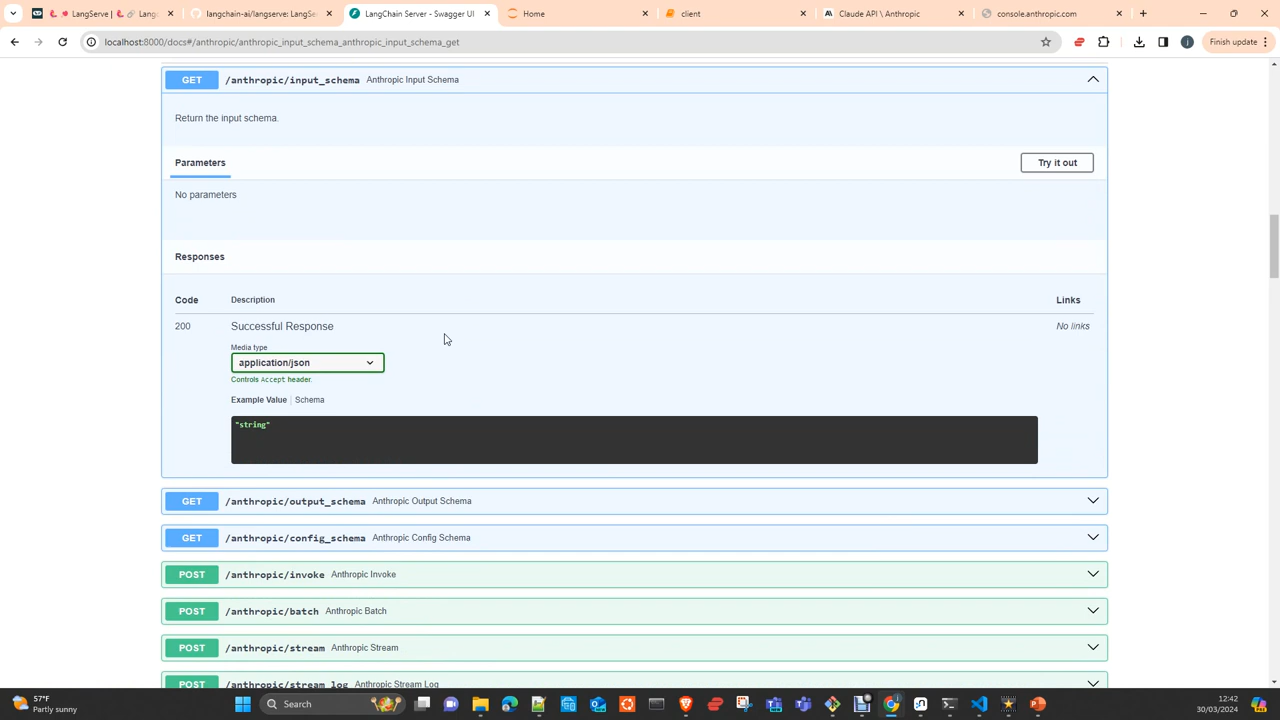 LangServe | 🔗 Lang
langchain-ai/langserve: LangServe
LangChain Server - Swagger UI
Home
client
Claude API \ Anthropic
console.anthropic.com
localhost:8000/docs#/anthropic/anthropic_input_schema_anthropic_input_schema_get
j
Finish update
GET /anthropic/input_schema Anthropic Input Schema
Return the input schema.
Parameters
Try it out
No parameters
Responses
Code Description Links
200 Successful Response No links
Media type
application/json
Controls Accept header.
Example Value | Schema
"string"
GET /anthropic/output_schema Anthropic Output Schema
GET /anthropic/config_schema Anthropic Config Schema
POST /anthropic/invoke Anthropic Invoke
POST /anthropic/batch Anthropic Batch
POST /anthropic/stream Anthropic Stream
POST /anthropic/stream_log Anthropic Stream Log
57°F
Partly sunny
Search
12:42
30/03/2024